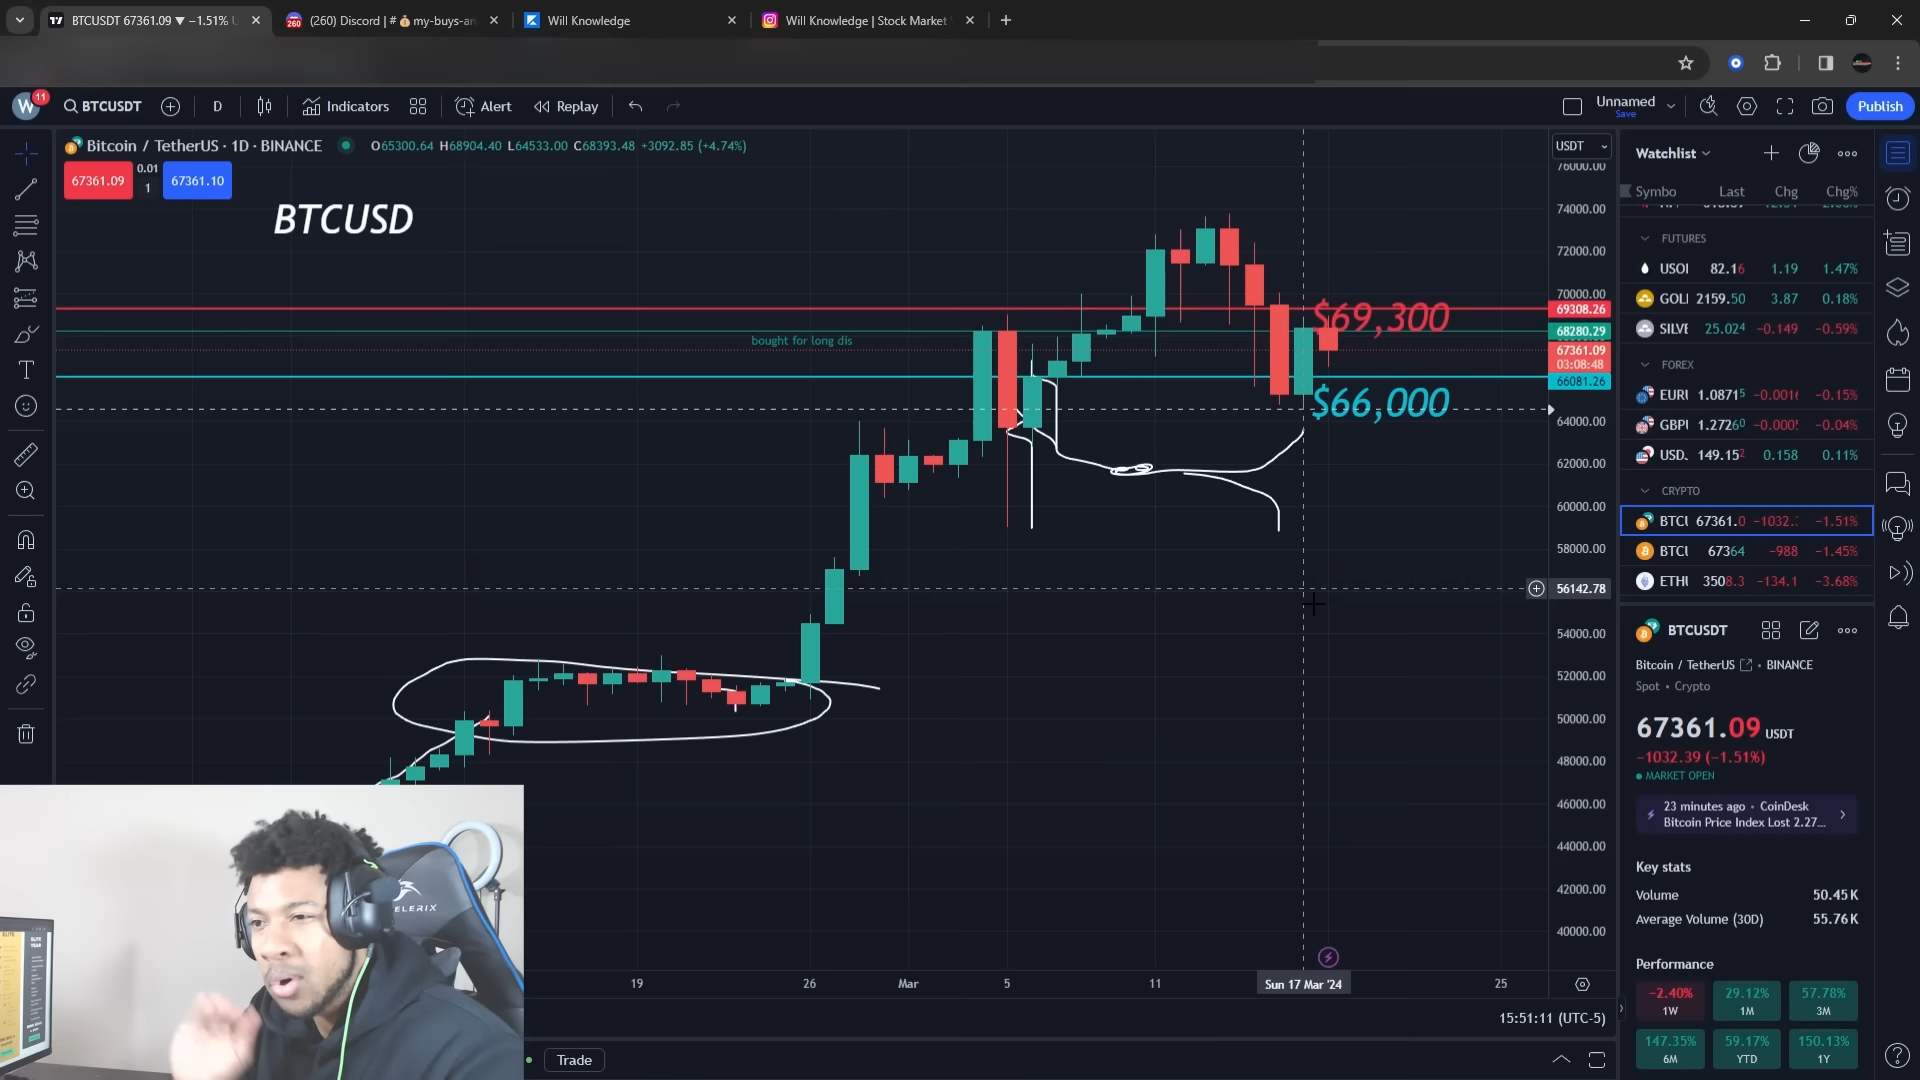 BTCUSDT 67361.09 ▼ −1.51% U
(260) Discord | # 💰my-buys-an
Will Knowledge
Will Knowledge | Stock Market
W 11 BTCUSDT D Indicators Alert Replay
Unnamed
Save
Publish
Bitcoin / TetherUS · 1D · BINANCE O65300.64 H68904.40 L64533.00 C68393.48 +3092.85 (+4.74%)
67361.09 0.01 67361.10
1
BTCUSD
USDT
76000.00
74000.00
72000.00
70000.00
69308.26
$69,300
68280.29
bought for long dis
67361.09
03:08:48
66081.26
$66,000
64000.00
62000.00
60000.00
58000.00
56142.78
54000.00
52000.00
50000.00
48000.00
46000.00
44000.00
42000.00
40000.00
19 26 Mar 5 11 Sun 17 Mar '24 25
15:51:11 (UTC-5)
Trade
Watchlist
Symbo Last Chg Chg%
FUTURES
USOI 82.16 1.19 1.47%
GOLI 2159.50 3.87 0.18%
SILVE 25.024 −0.149 −0.59%
FOREX
EURI 1.08715 −0.0016 −0.15%
GBPI 1.27260 −0.000 −0.04%
USD. 149.152 0.158 0.11%
CRYPTO
BTCI 67361.0 −1032. −1.51%
BTCI 67364 −988 −1.45%
ETHI 3508.3 −134.1 −3.68%
BTCUSDT
Bitcoin / TetherUS • BINANCE
Spot • Crypto
67361.09 USDT
−1032.39 (−1.51%)
MARKET OPEN
23 minutes ago • CoinDesk
Bitcoin Price Index Lost 2.27...
Key stats
Volume 50.45K
Average Volume (30D) 55.76K
Performance
−2.40% 29.12% 57.78%
1W 1M 3M
147.35% 59.17% 150.13%
6M YTD 1Y
ELERIX